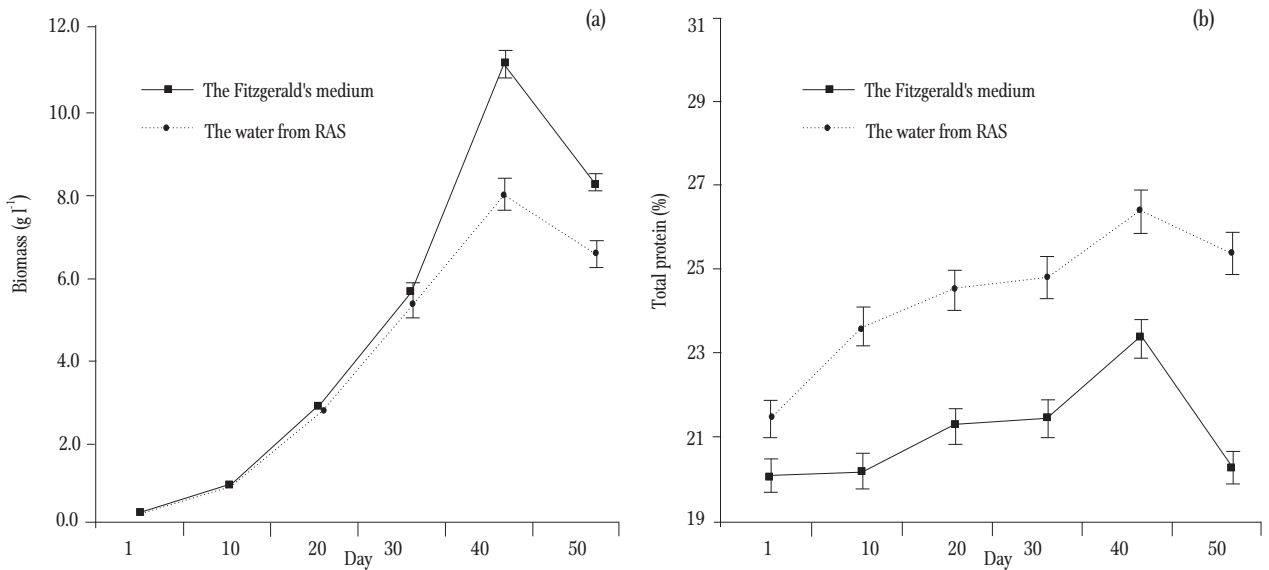 (a)
12.0
10.0
8.0
6.0
4.0
2.0
0.0
Biomass (g l⁻¹)
The Fitzgerald's medium
The water from RAS
1 10 20 30 40 50
Day
(b)
31
29
27
25
23
21
19
Total protein (%)
The Fitzgerald's medium
The water from RAS
1 10 20 30 40 50
Day